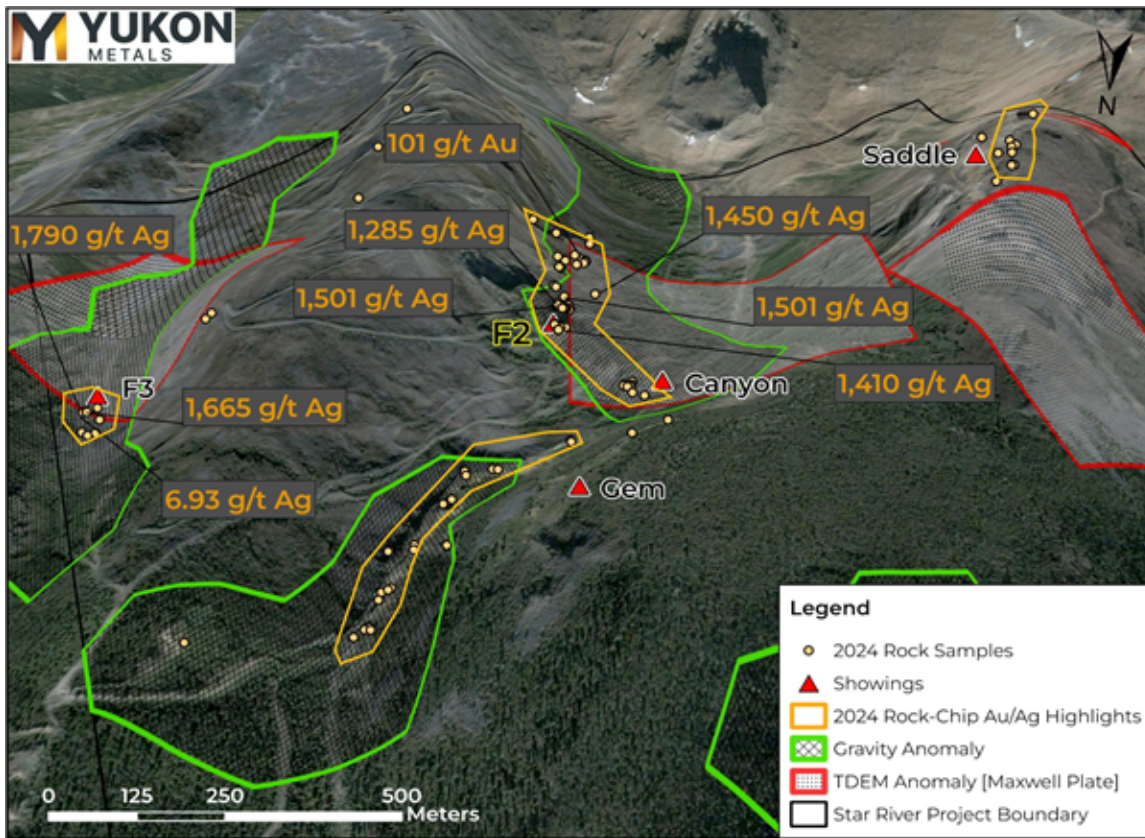 YUKON
METALS
N
101 g/t Au
Saddle
1,790 g/t Ag
1,285 g/t Ag
1,450 g/t Ag
1,501 g/t Ag
1,501 g/t Ag
F2
F3
Canyon
1,410 g/t Ag
1,665 g/t Ag
6.93 g/t Ag
Gem
Legend
2024 Rock Samples
Showings
2024 Rock-Chip Au/Ag Highlights
Gravity Anomaly
TDEM Anomaly [Maxwell Plate]
Star River Project Boundary
0 125 250 500
Meters